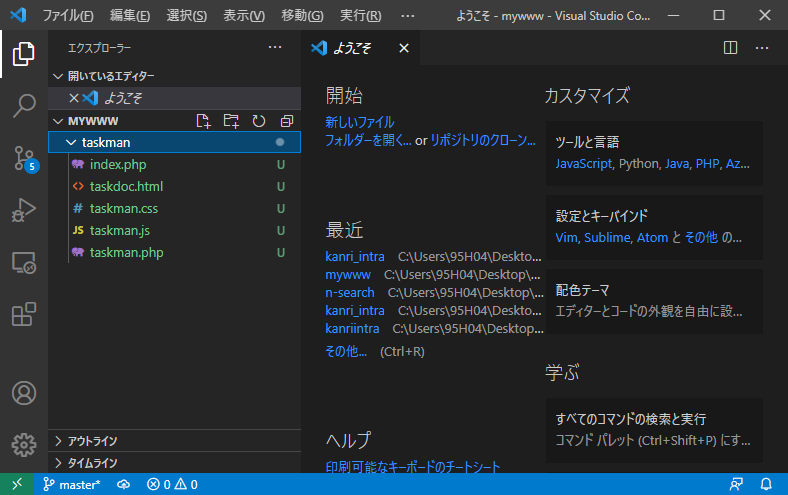 ファイル(F) 編集(E) 選択(S) 表示(V) 移動(G) 実行(R) ··· ようこそ - mywww - Visual Studio Co...
エクスプローラー ···
開いているエディター
ようこそ
MYWWW
taskman
index.php U
taskdoc.html U
taskman.css U
JS taskman.js U
taskman.php U
アウトライン
タイムライン
5
ようこそ
開始
新しいファイル
フォルダーを開く... or リポジトリのクローン...
最近
kanri_intra C:\Users\95H04\Deskto...
mywww C:\Users\95H04\Desktop\...
n-search C:\Users\95H04\Desktop\...
kanri_intra C:\Users\95H04\Deskto...
kanriintra C:\Users\95H04\Desktop...
その他... (Ctrl+R)
ヘルプ
印刷可能なキーボードのチートシート
カスタマイズ
ツールと言語
JavaScript, Python, Java, PHP, Az...
設定とキーバインド
Vim, Sublime, Atom と その他 の...
配色テーマ
エディターとコードの外観を自由に設...
学ぶ
すべてのコマンドの検索と実行
コマンド パレット (Ctrl+Shift+P) にす...
master* 0 0